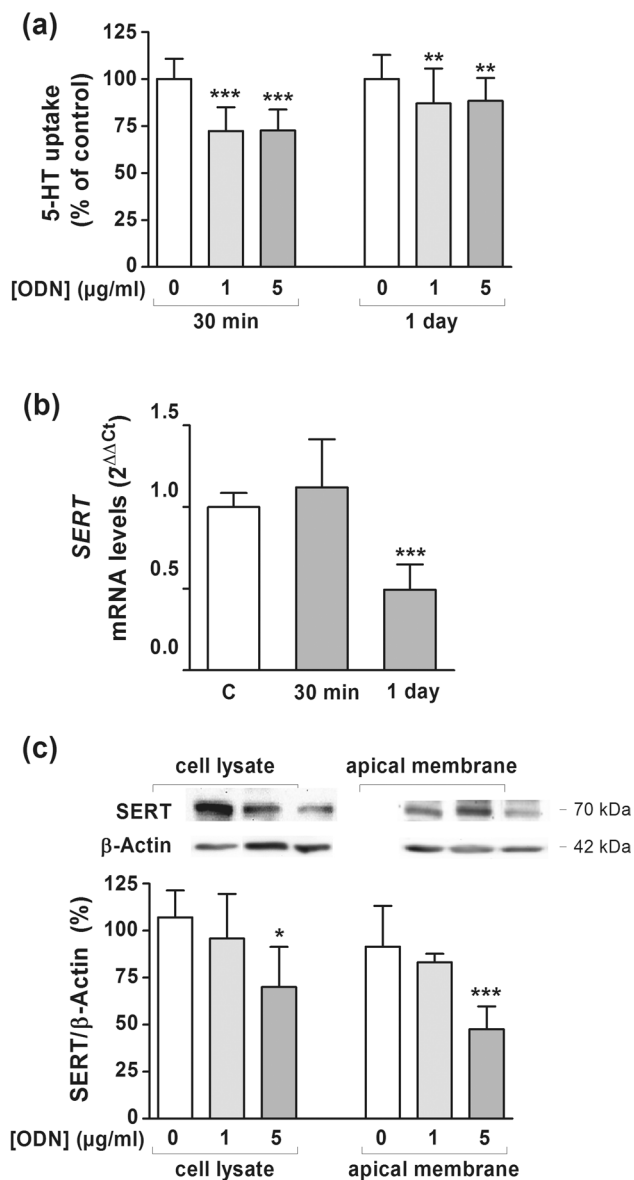 (a)
5-HT uptake
(% of control)
125
100
75
50
25
0
*** ***
** **
[ODN] (µg/ml) 0 1 5 0 1 5
30 min 1 day
(b)
SERT
mRNA levels (2^ΔΔCt)
1.5
1.0
0.5
0.0
***
C 30 min 1 day
(c)
cell lysate apical membrane
SERT - 70 kDa
β-Actin - 42 kDa
SERT/β-Actin (%)
125
100
75
50
25
0
*
***
[ODN] (µg/ml) 0 1 5 0 1 5
cell lysate apical membrane